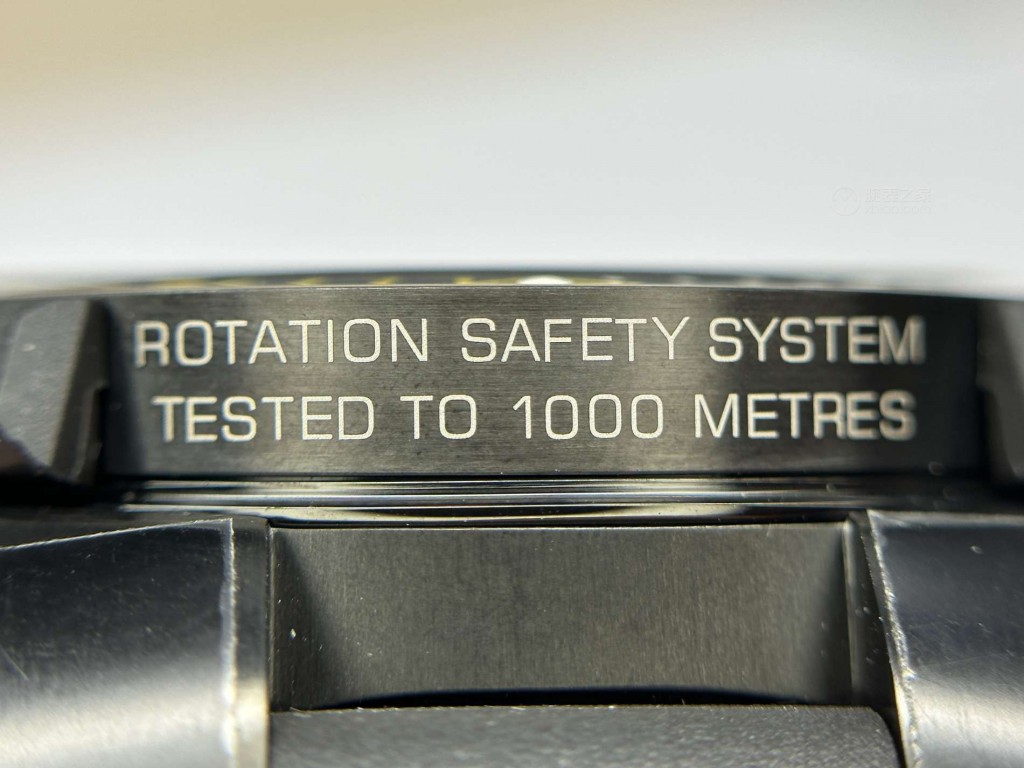 ROTATION SAFETY SYSTEM
TESTED TO 1000 METRES